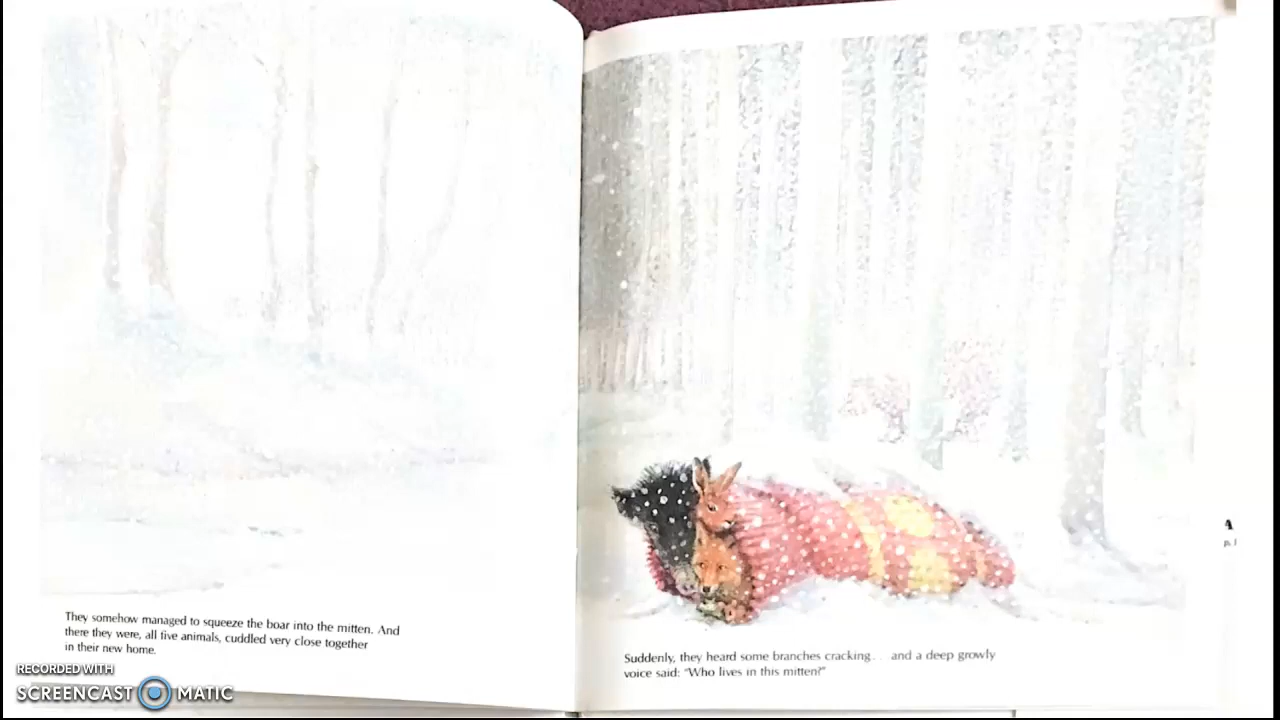 They somehow managed to squeeze the boar into the mitten. And
there they were, all five animals, cuddled very close together
in their new home.
Suddenly, they heard some branches cracking . . and a deep growly
voice said: "Who lives in this mitten?"
RECORDED WITH
SCREENCAST MATIC